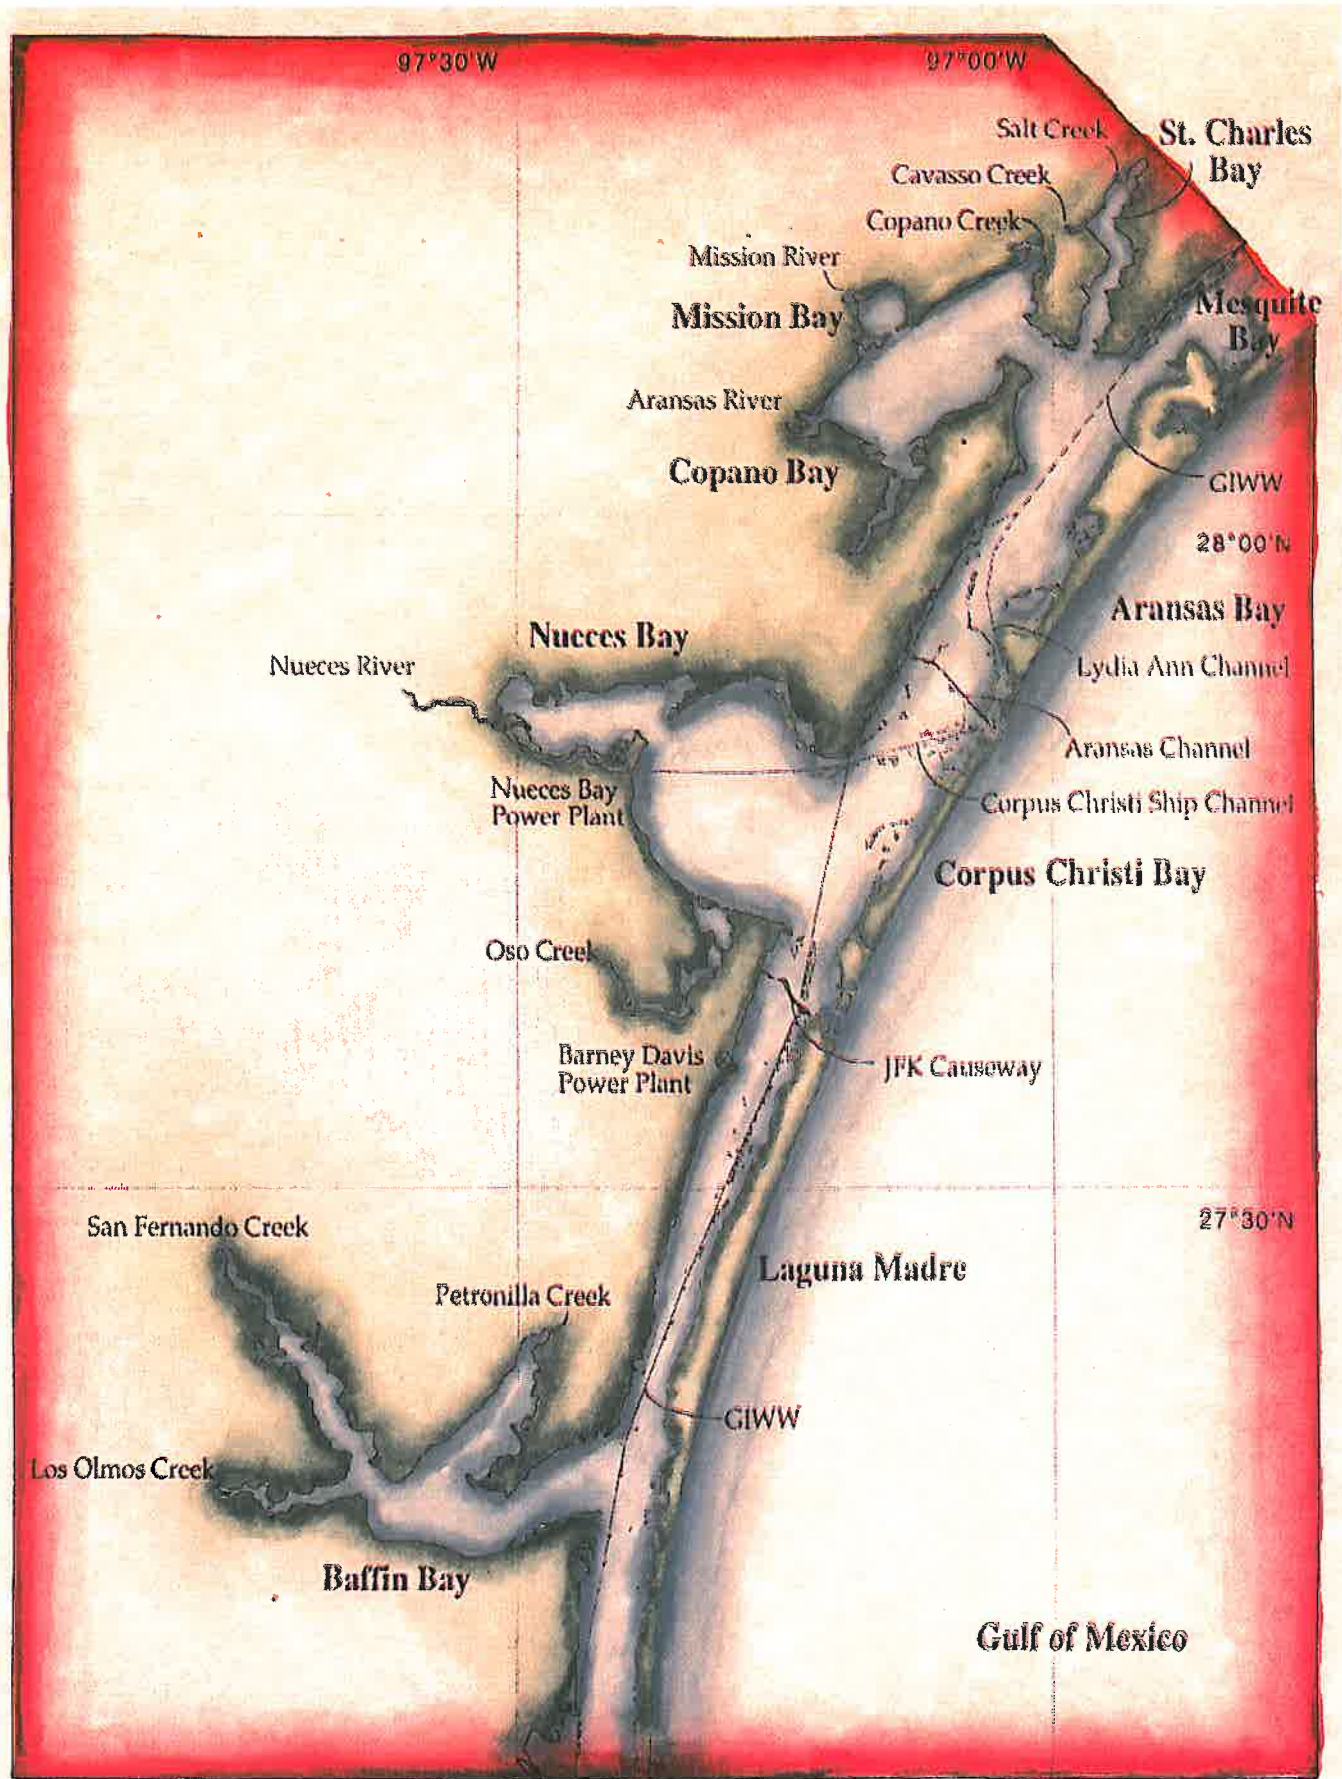 97°30'W
97°00'W
Salt Creek
St. Charles
Bay
Cavasso Creek
Copano Creek
Mission River
Mission Bay
Mesquite
Bay
Aransas River
Copano Bay
GIWW
28°00'N
Aransas Bay
Nueces Bay
Nueces River
Lydia Ann Channel
Aransas Channel
Nueces Bay
Power Plant
Corpus Christi Ship Channel
Corpus Christi Bay
Oso Creek
Barney Davis
Power Plant
JFK Causeway
27°30'N
San Fernando Creek
Laguna Madre
Petronilla Creek
GIWW
Los Olmos Creek
Baffin Bay
Gulf of Mexico